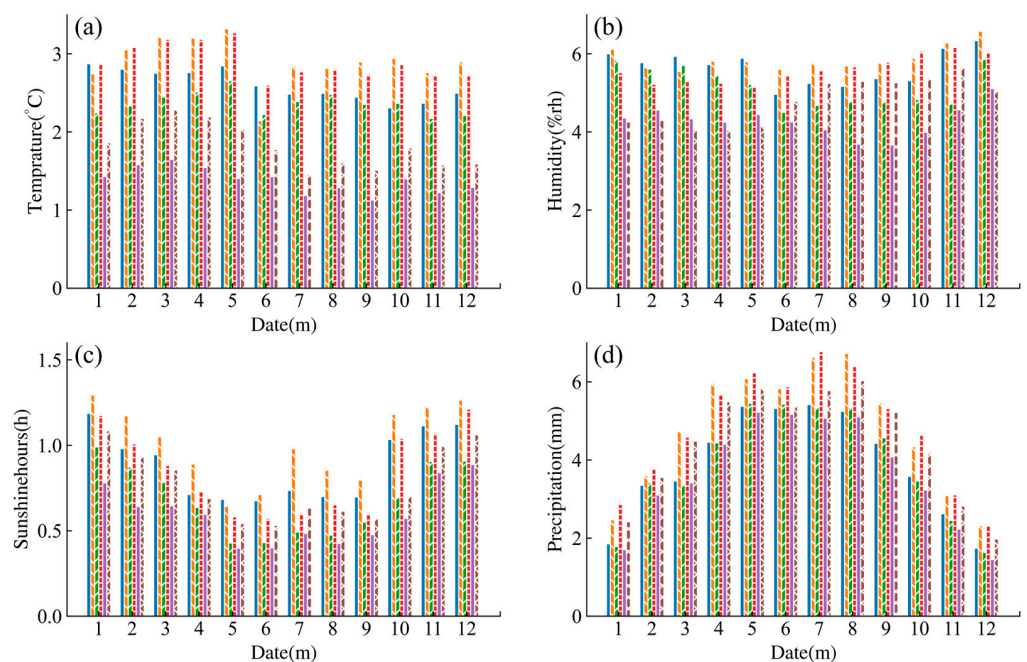 (a)
Temprature(°C)
3
2
1
0
1 2 3 4 5 6 7 8 9 10 11 12
Date(m)
(b)
Humidity(%rh)
6
4
2
0
1 2 3 4 5 6 7 8 9 10 11 12
Date(m)
(c)
Sunshinehours(h)
1.5
1.0
0.5
0.0
1 2 3 4 5 6 7 8 9 10 11 12
Date(m)
(d)
Precipitation(mm)
6
4
2
0
1 2 3 4 5 6 7 8 9 10 11 12
Date(m)